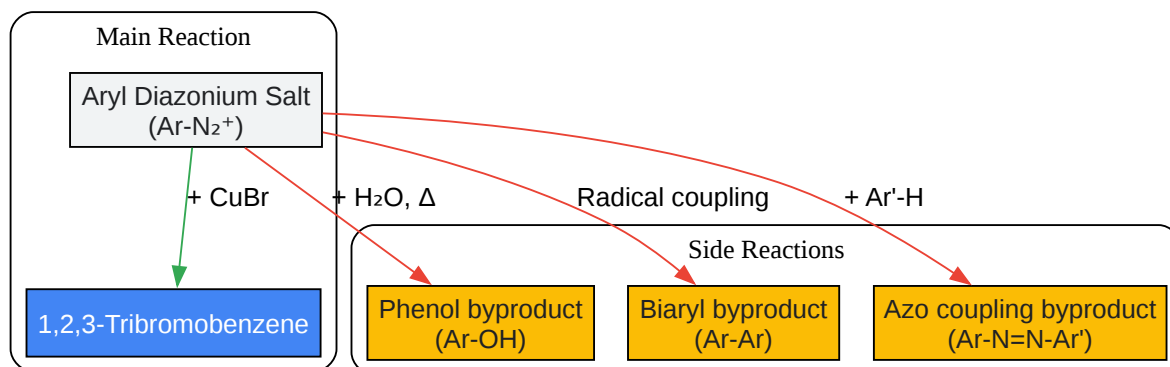 Main Reaction
Aryl Diazonium Salt
(Ar-N₂⁺)
+ CuBr
+ H₂O, Δ
Radical coupling
+ Ar'-H
Side Reactions
1,2,3-Tribromobenzene
Phenol byproduct
(Ar-OH)
Biaryl byproduct
(Ar-Ar)
Azo coupling byproduct
(Ar-N=N-Ar')